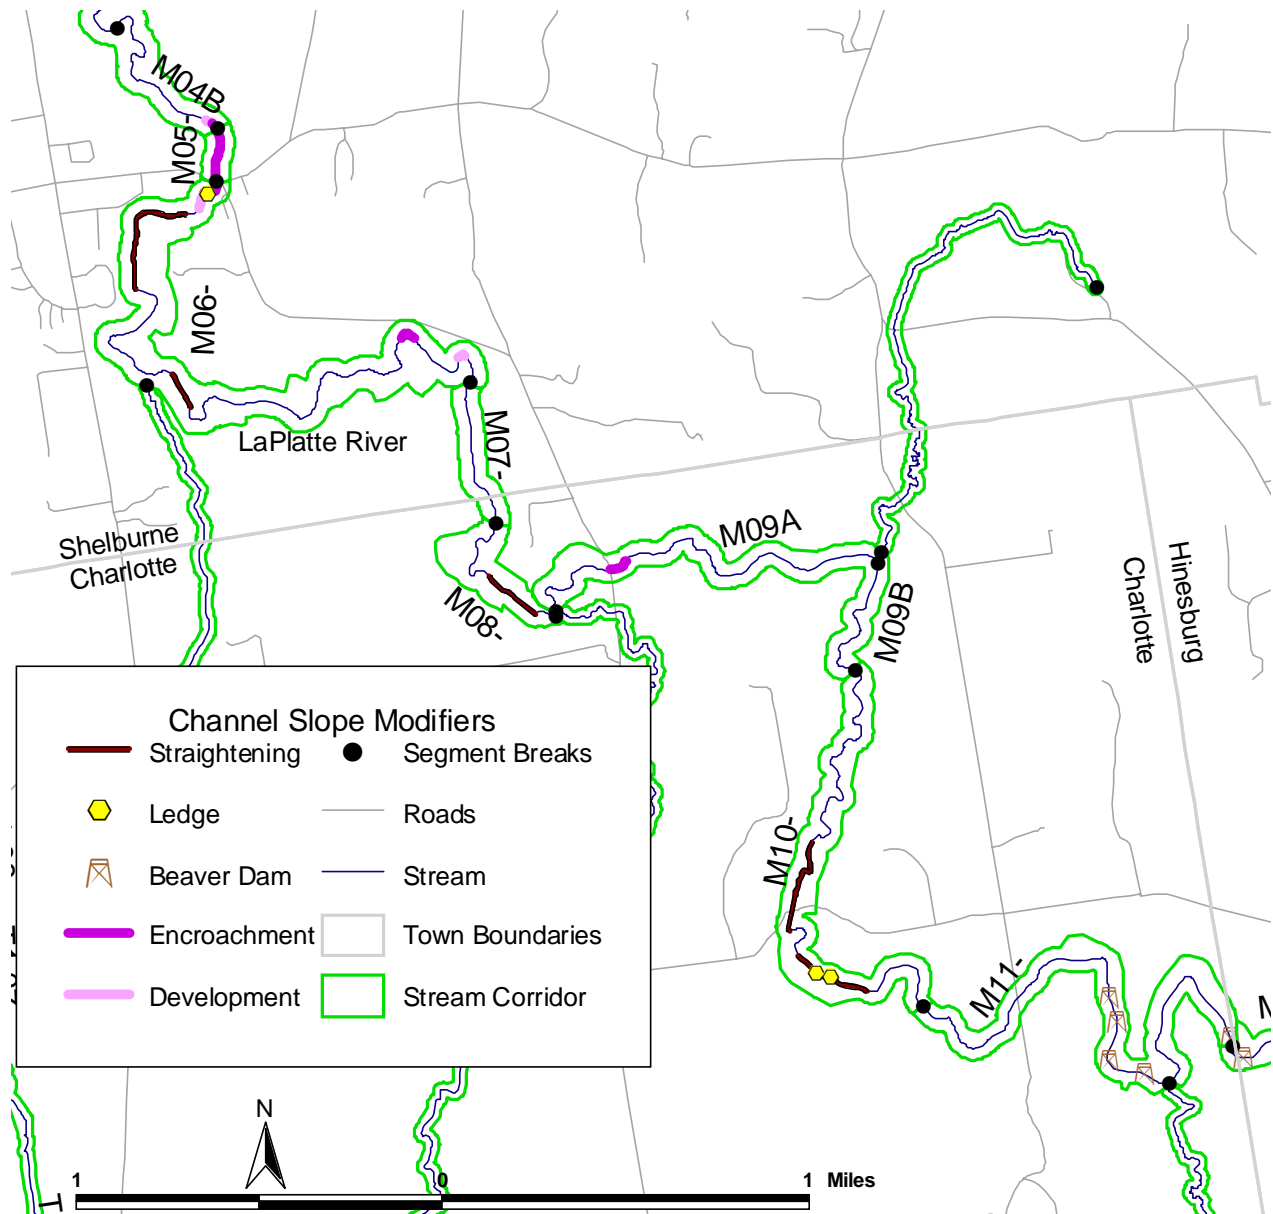 M04B
M05-
M06-
LaPlatte River
M07-
Shelburne
Charlotte
M08-
M09A
M09B
Hinesburg
Charlotte
M10-
M11-
Channel Slope Modifiers
Straightening
Segment Breaks
Ledge
Roads
Beaver Dam
Stream
Encroachment
Town Boundaries
Development
Stream Corridor
N
1 0 1 Miles